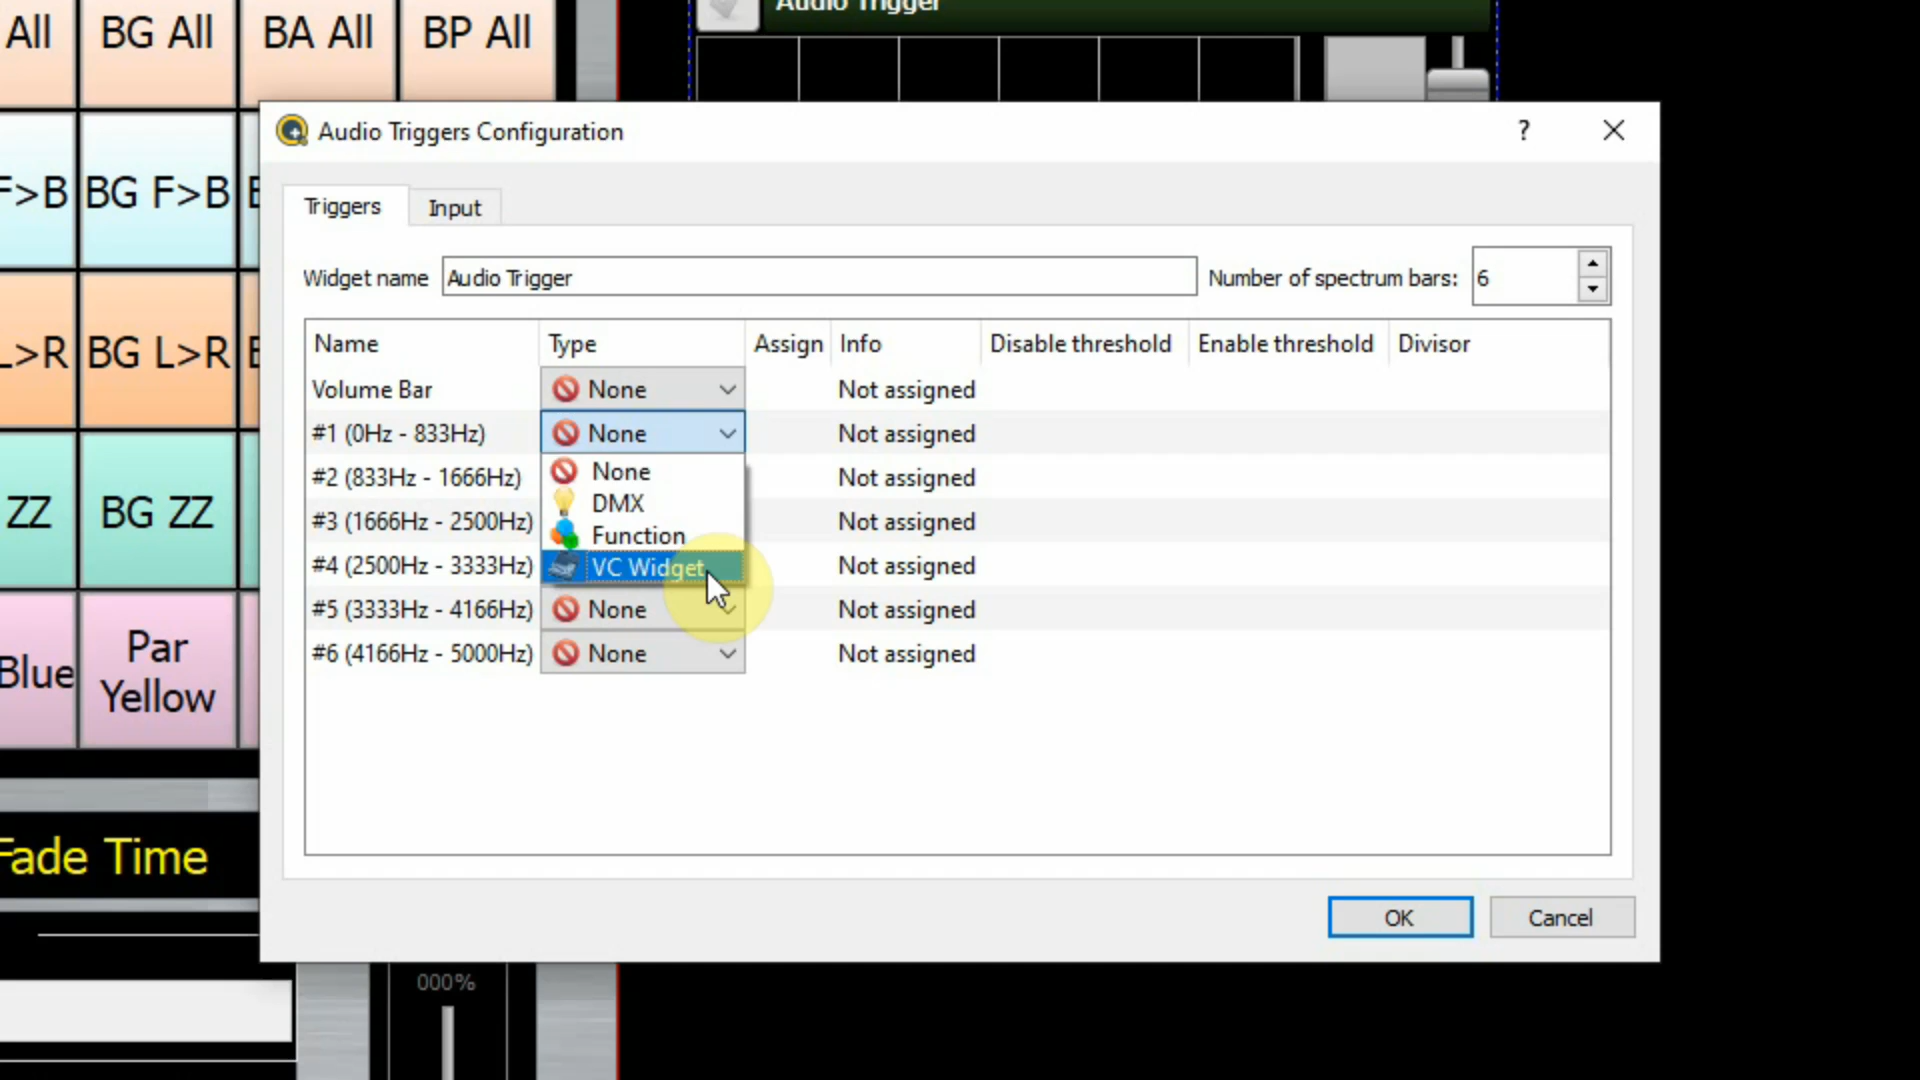 Audio Trigger
All
BG All
BA All
BP All
Audio Triggers Configuration
?
F>B
BG F>B
Triggers
Input
Widget name
Audio Trigger
Number of spectrum bars:
6
L>R
BG L>R
Name
Type
Assign
Info
Disable threshold
Enable threshold
Divisor
Volume Bar
None
Not assigned
#1 (0Hz - 833Hz)
None
Not assigned
#2 (833Hz - 1666Hz)
None
Not assigned
DMX
#3 (1666Hz - 2500Hz)
Function
Not assigned
#4 (2500Hz - 3333Hz)
VC Widget
Not assigned
#5 (3333Hz - 4166Hz)
None
Not assigned
#6 (4166Hz - 5000Hz)
None
Not assigned
ZZ
BG ZZ
Blue
Par
Yellow
Fade Time
OK
Cancel
000%